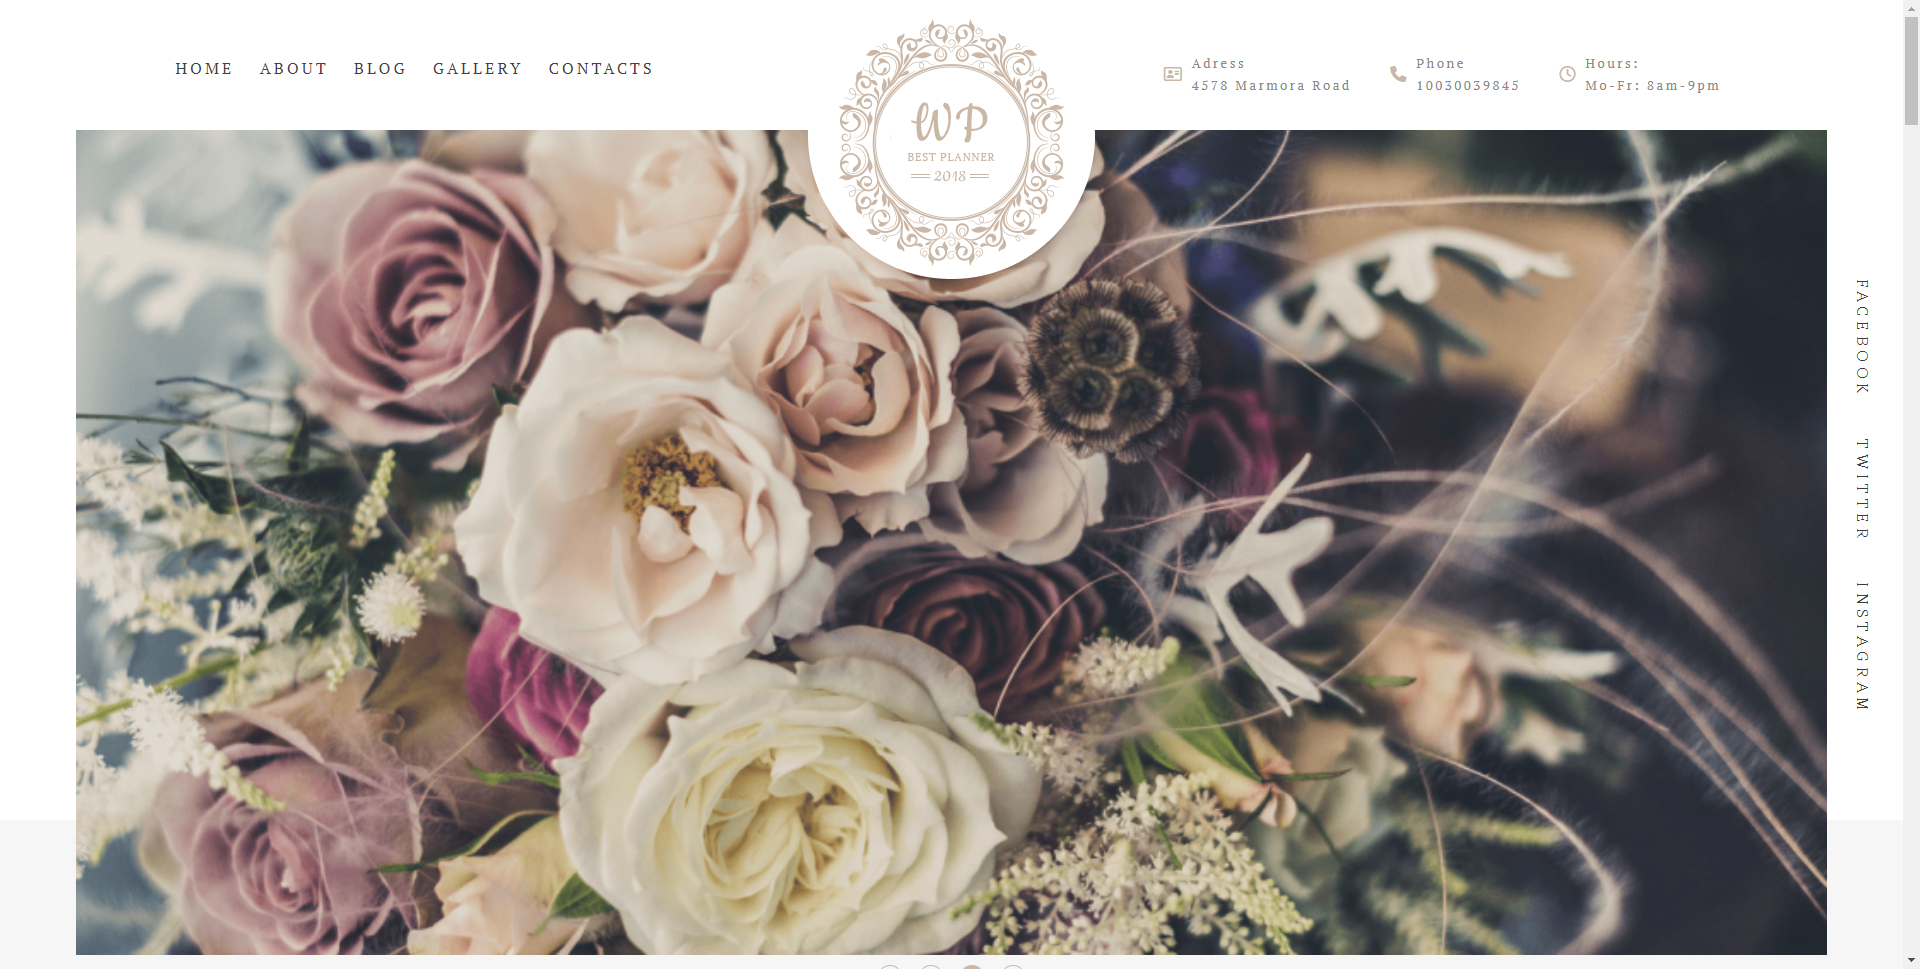 HOME ABOUT BLOG GALLERY CONTACTS
WP
BEST PLANNER
2018
Adress
4578 Marmora Road
Phone
10030039845
Hours:
Mo-Fr: 8am-9pm
FACEBOOK
TWITTER
INSTAGRAM